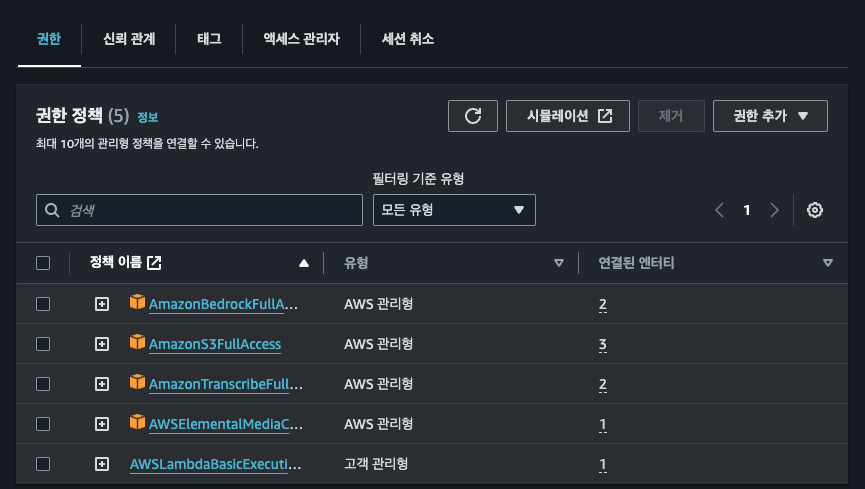 권한 신뢰 관계 태그 액세스 관리자 세션 취소
권한 정책 (5) 정보
시뮬레이션 제거 권한 추가
최대 10개의 관리형 정책을 연결할 수 있습니다.
필터링 기준 유형
검색 모든 유형 1
정책 이름 유형 연결된 엔터티
AmazonBedrockFullA... AWS 관리형 2
AmazonS3FullAccess AWS 관리형 3
AmazonTranscribeFull... AWS 관리형 2
AWSElementalMediaC... AWS 관리형 1
AWSLambdaBasicExecuti... 고객 관리형 1